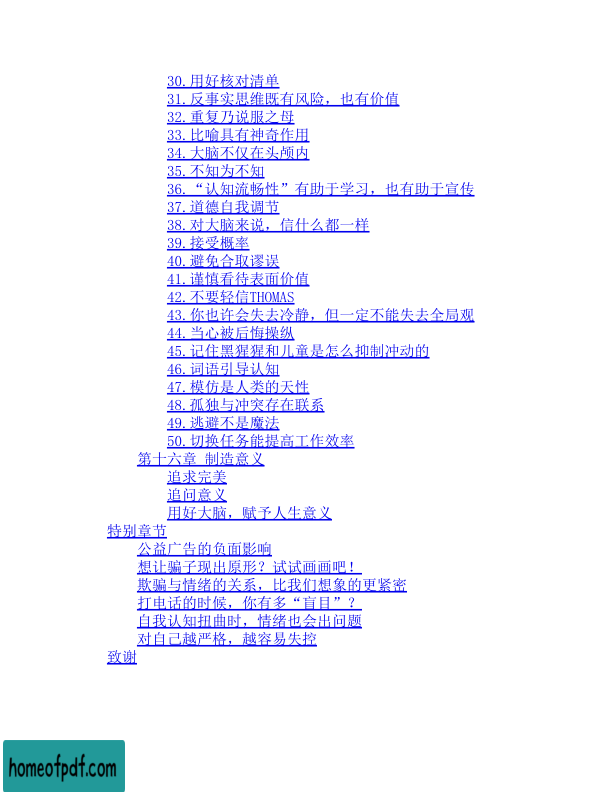 30.用好核对清单
31.反事实思维既有风险，也有价值
32.重复乃说服之母
33.比喻具有神奇作用
34.大脑不仅在头颅内
35.不知为不知
36.“认知流畅性”有助于学习，也有助于宣传
37.道德自我调节
38.对大脑来说，信什么都一样
39.接受概率
40.避免合取谬误
41.谨慎看待表面价值
42.不要轻信THOMAS
43.你也许会失去冷静，但一定不能失去全局观
44.当心被后悔操纵
45.记住黑猩猩和儿童是怎么抑制冲动的
46.词语引导认知
47.模仿是人类的天性
48.孤独与冲突存在联系
49.逃避不是魔法
50.切换任务能提高工作效率
第十六章 制造意义
追求完美
追问意义
用好大脑，赋予人生意义
特别章节
公益广告的负面影响
想让骗子现出原形？试试画画吧！
欺骗与情绪的关系，比我们想象的更紧密
打电话的时候，你有多“盲目”？
自我认知扭曲时，情绪也会出问题
对自己越严格，越容易失控
致谢
homeofpdf.com